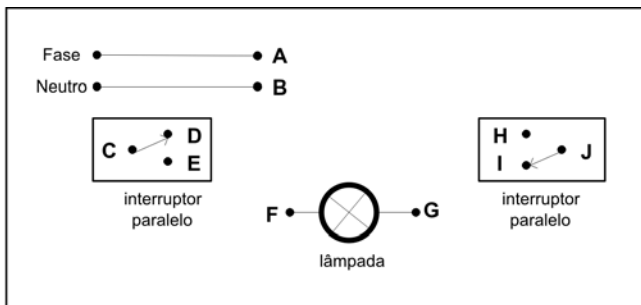 Fase A
Neutro B
C D
E
H
J
I
interruptor
paralelo
interruptor
paralelo
F G
lâmpada